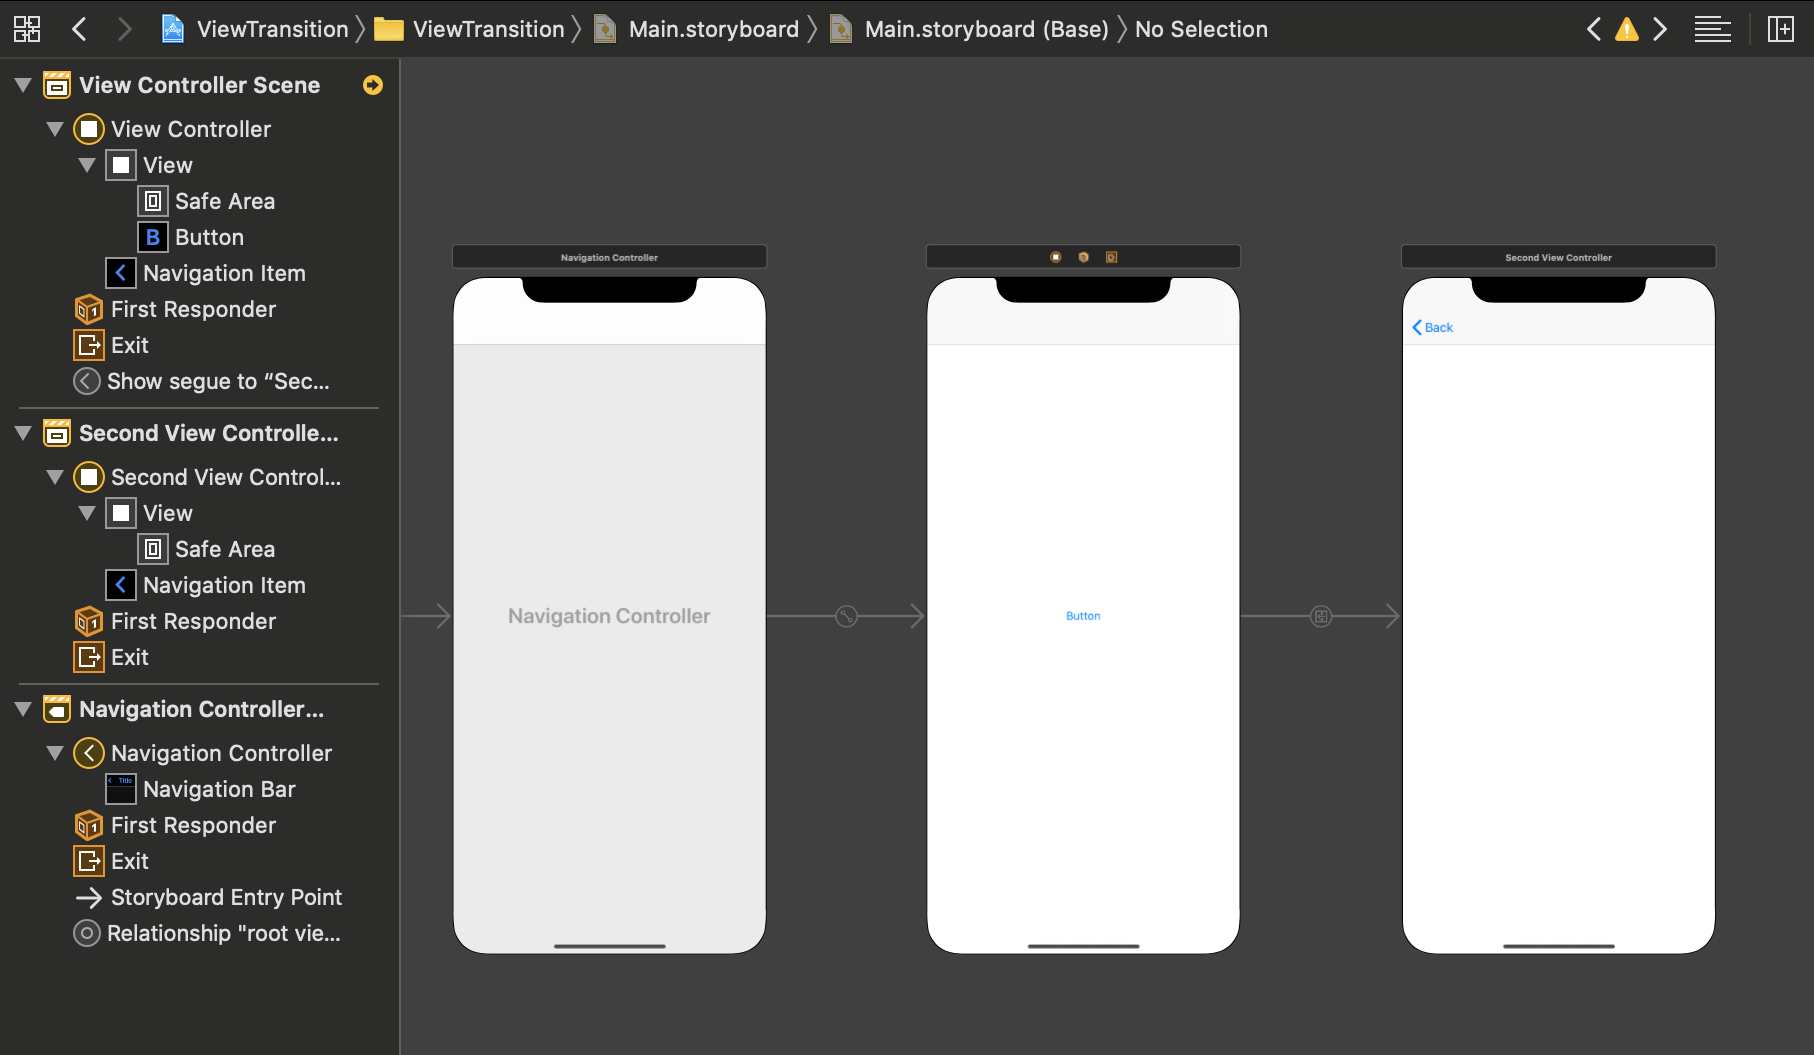 ViewTransition
ViewTransition
Main.storyboard
Main.storyboard (Base)
No Selection
View Controller Scene
View Controller
View
Safe Area
B
Button
Navigation Item
First Responder
Exit
Show segue to “Sec...
Second View Controlle...
Second View Control...
View
Safe Area
Navigation Item
First Responder
Exit
Navigation Controller...
Navigation Controller
Title
Navigation Bar
First Responder
Exit
Storyboard Entry Point
Relationship "root vie...
Navigation Controller
Navigation Controller
Button
Second View Controller
Back